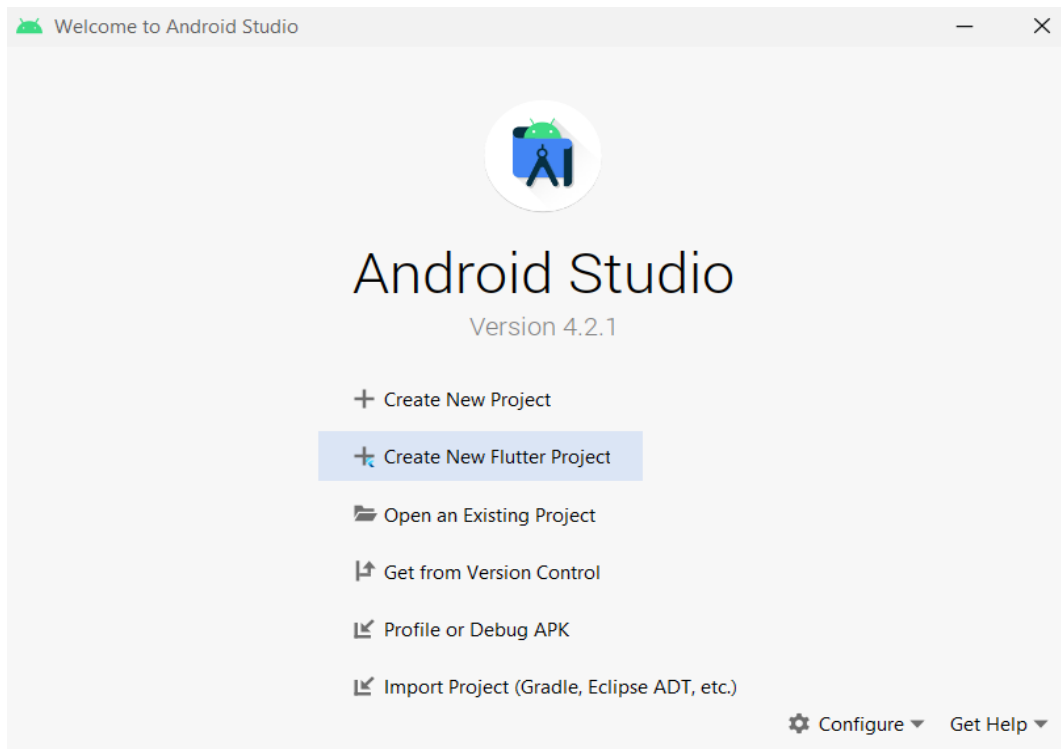 Welcome to Android Studio
Android Studio
Version 4.2.1
Create New Project
Create New Flutter Project
Open an Existing Project
Get from Version Control
Profile or Debug APK
Import Project (Gradle, Eclipse ADT, etc.)
Configure Get Help